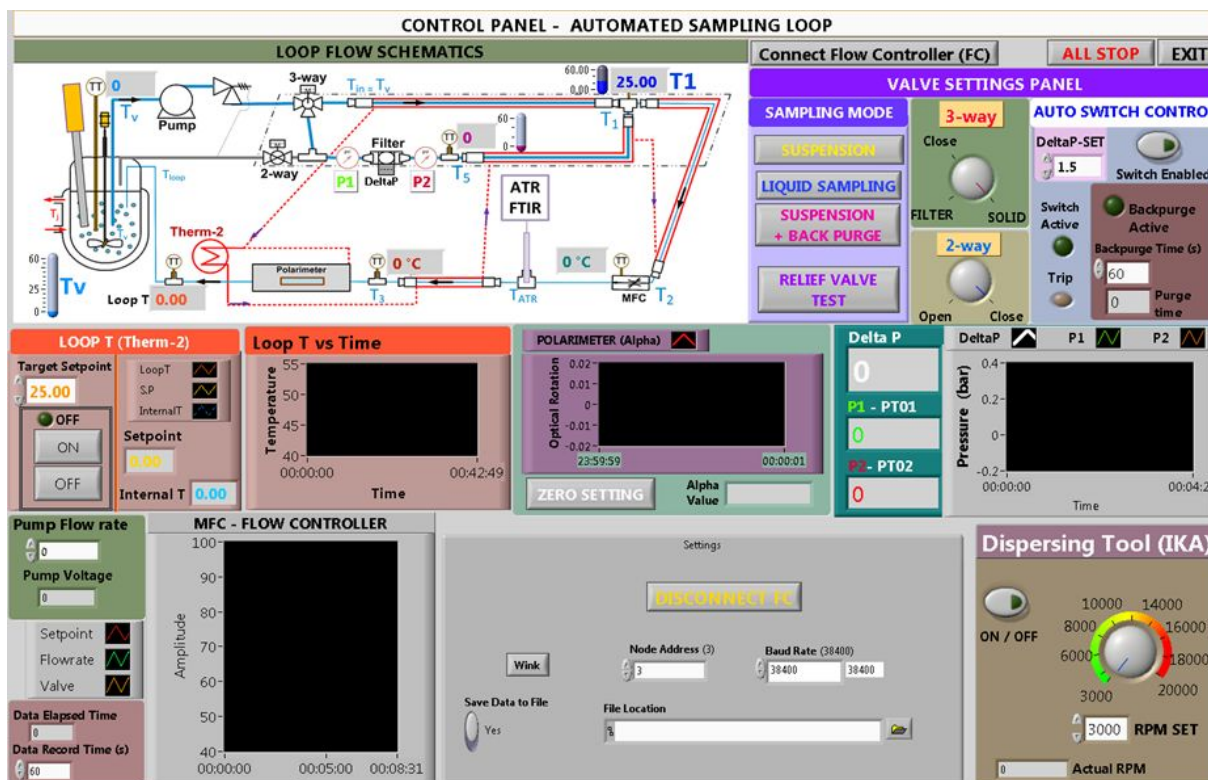 CONTROL PANEL - AUTOMATED SAMPLING LOOP
LOOP FLOW SCHEMATICS
Connect Flow Controller (FC)
ALL STOP
EXIT
VALVE SETTINGS PANEL
TT
0
Tv
Pump
3-way
Tin = Tv
60.00
0.00
25.00
T1
T1
60
0
TT
0
Filter
2-way
P1
DeltaP
P2
T5
Tloop
ATR
FTIR
Therm-2
Polarimeter
TT
0 °C
0 °C
TT
TT
Loop T
0.00
T3
TATR
MFC
T2
Tj
60
25
0
Tv
SAMPLING MODE
SUSPENSION
LIQUID SAMPLING
SUSPENSION
+ BACK PURGE
RELIEF VALVE
TEST
3-way
Close
FILTER
SOLID
2-way
Open
Close
AUTO SWITCH CONTRO
DeltaP-SET
1.5
Switch Enabled
Switch
Active
Trip
Backpurge
Active
Backpurge Time (s)
60
0
Purge
time
LOOP T (Therm-2)
Target Setpoint
25.00
OFF
ON
OFF
LoopT
S.P
InternalT
Setpoint
0.00
Internal T
0.00
Loop T vs Time
Temperature
55
50
45
40
00:00:00
00:42:49
Time
POLARIMETER (Alpha)
Optical Rotation
0.02
0.01
0
-0.01
-0.02
23:59:59
00:00:01
ZERO SETTING
Alpha
Value
Delta P
0
P1 - PT01
0
P2- PT02
0
DeltaP
P1
P2
Pressure (bar)
0.4
0.2
0
-0.2
00:00:00
00:04:2
Time
Pump Flow rate
0
Pump Voltage
0
Setpoint
Flowrate
Valve
Data Elapsed Time
0
Data Record Time (s)
60
MFC - FLOW CONTROLLER
Amplitude
100
90
80
70
60
50
40
00:00:00
00:05:00
00:08:31
Settings
DISCONNECT FC
Wink
Node Address (3)
3
Baud Rate (38400)
38400
38400
Save Data to File
Yes
File Location
Dispersing Tool (IKA)
ON / OFF
10000
14000
8000
16000
6000
18000
3000
20000
3000
RPM SET
0
Actual RPM